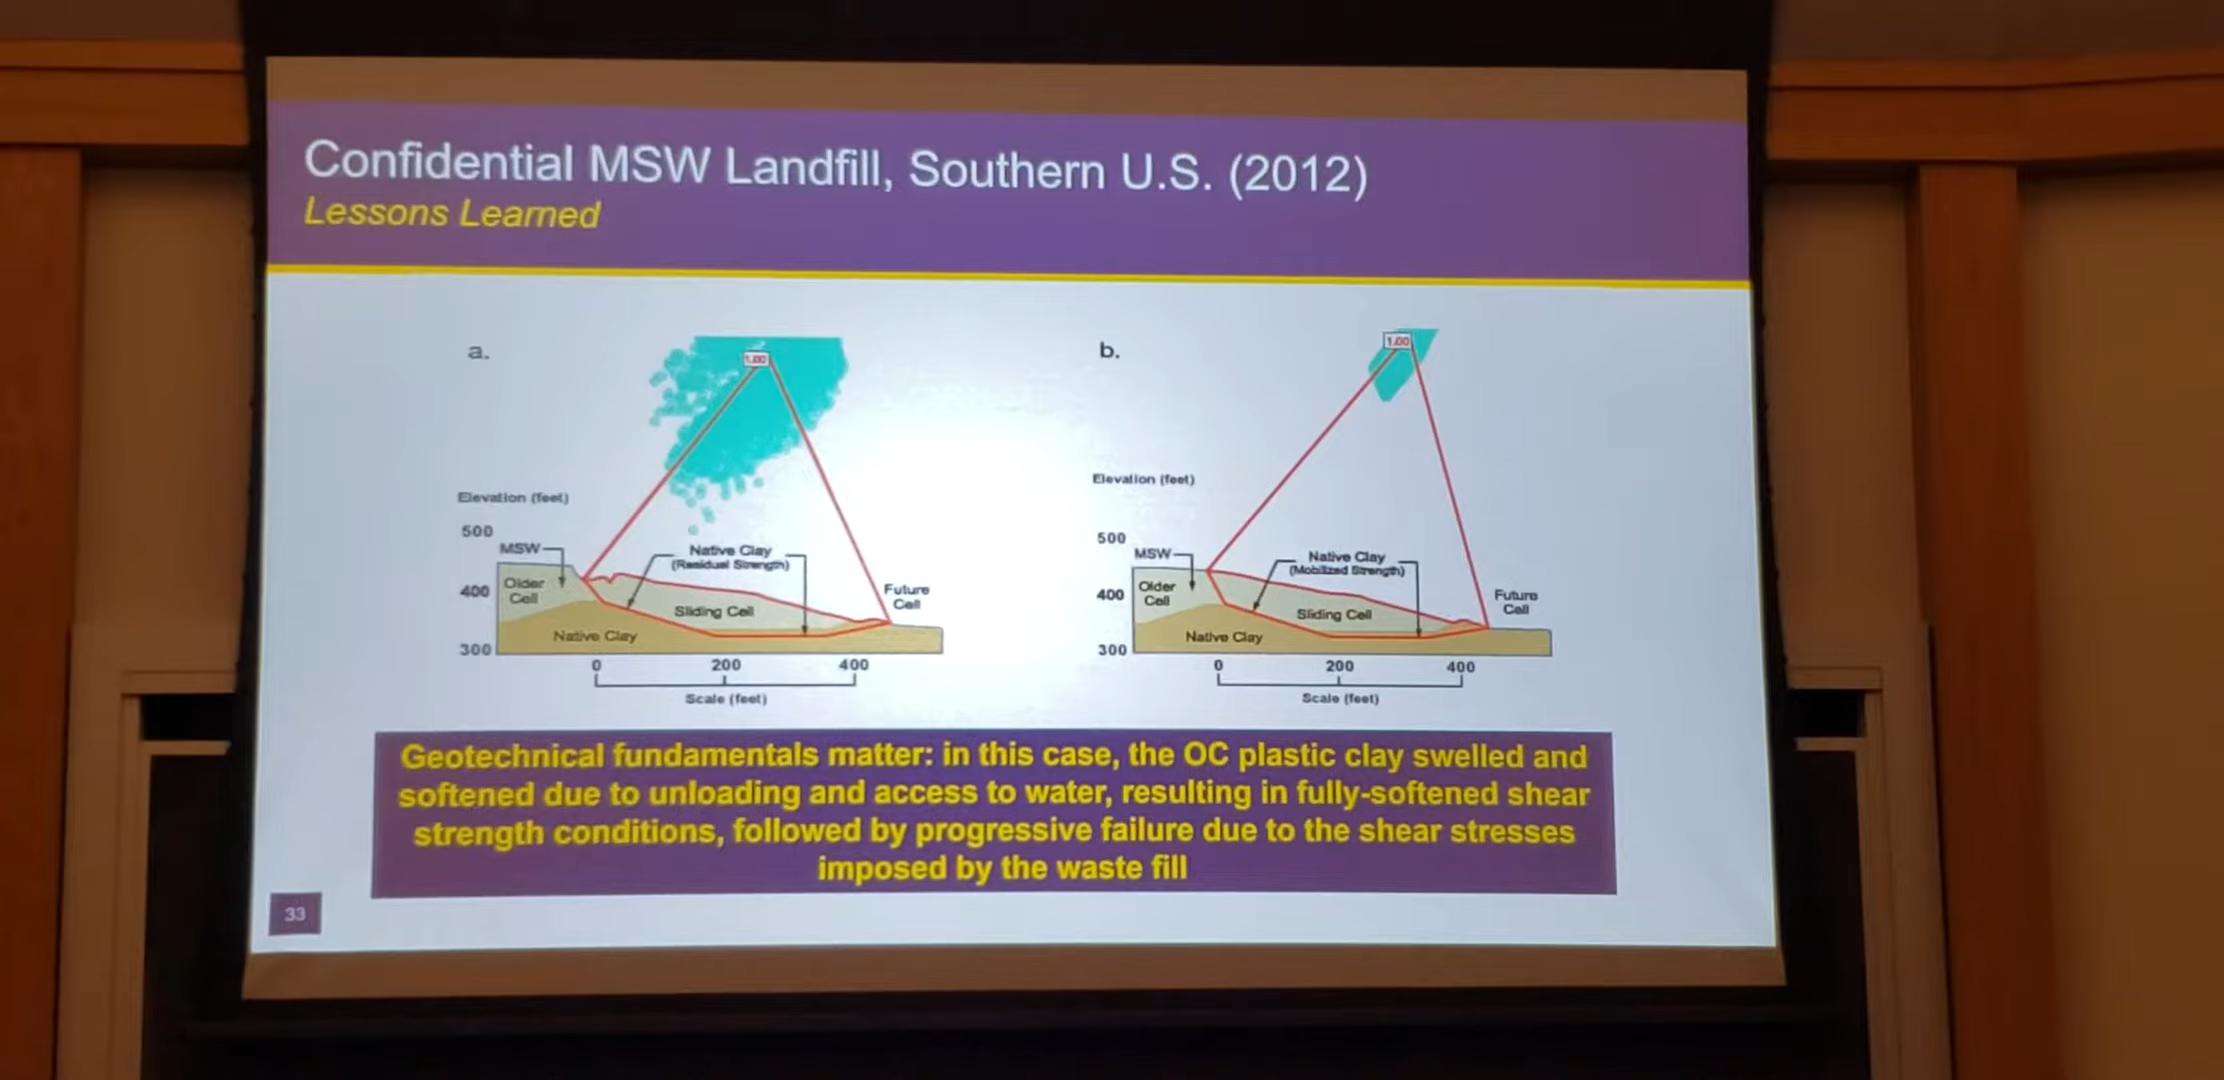 Confidential MSW Landfill, Southern U.S. (2012)
Lessons Learned
a.
1.00
Elevation (feet)
500
MSW
Native Clay
(Residual Strength)
400
Older
Cell
Future
Cell
Sliding Cell
Native Clay
300
0 200 400
Scale (feet)
b.
1.00
Elevation (feet)
500
MSW
Native Clay
(Mobilized Strength)
400
Older
Cell
Future
Cell
Sliding Cell
Native Clay
300
0 200 400
Scale (feet)
Geotechnical fundamentals matter: in this case, the OC plastic clay swelled and
softened due to unloading and access to water, resulting in fully-softened shear
strength conditions, followed by progressive failure due to the shear stresses
imposed by the waste fill
33